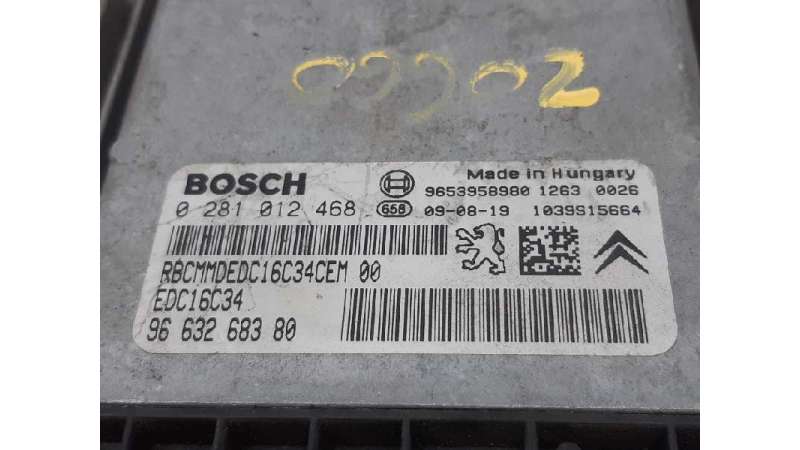 BOSCH
Made in Hungary
9653958980 1263 0026
0 281 012 468
658 09-08-19 1039S15664
RBCMMDEDC16C34CEM 00
EDC16C34
96 632 683 80